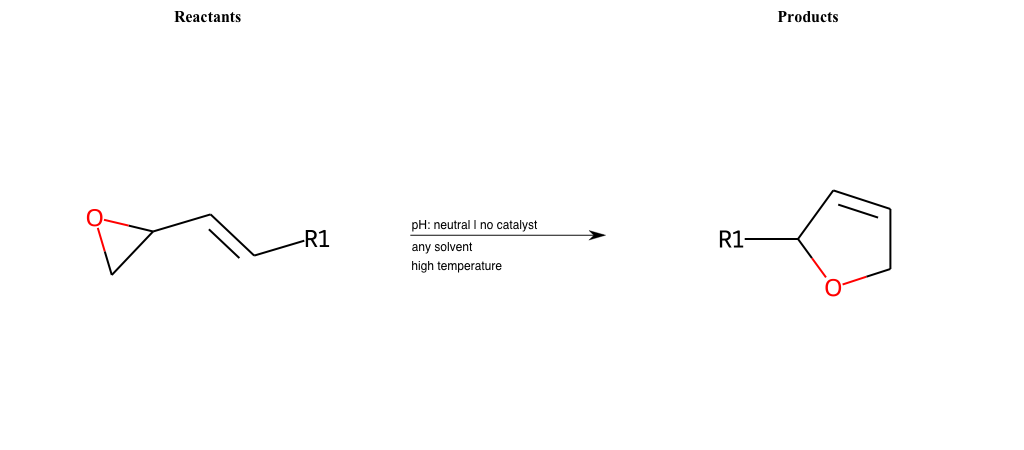 Reactants
Products
O
R1
pH: neutral | no catalyst
any solvent
high temperature
R1
O